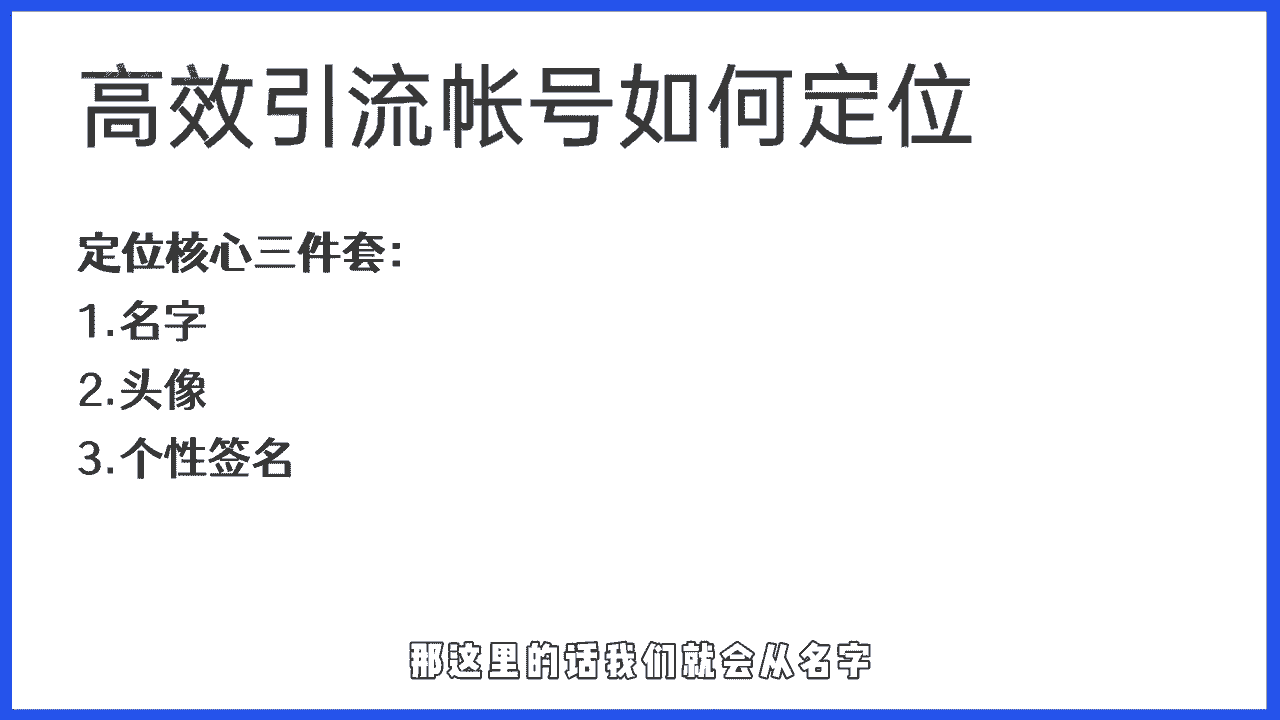 高效引流帐号如何定位
定位核心三件套：
1.名字
2.头像
3.个性签名
那这里的话我们就会从名字